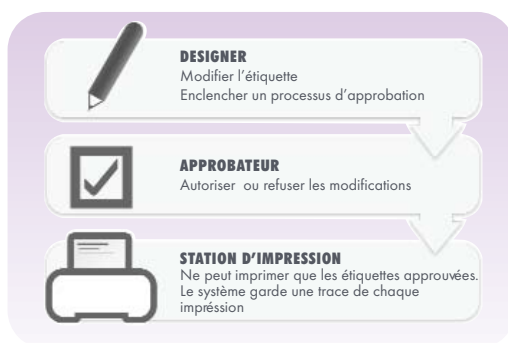 DESIGNER
Modifier l'étiquette
Enclencher un processus d'approbation
APPROBATEUR
Autoriser ou refuser les modifications
STATION D'IMPRESSION
Ne peut imprimer que les étiquettes approuvées.
Le système garde une trace de chaque
impréssion